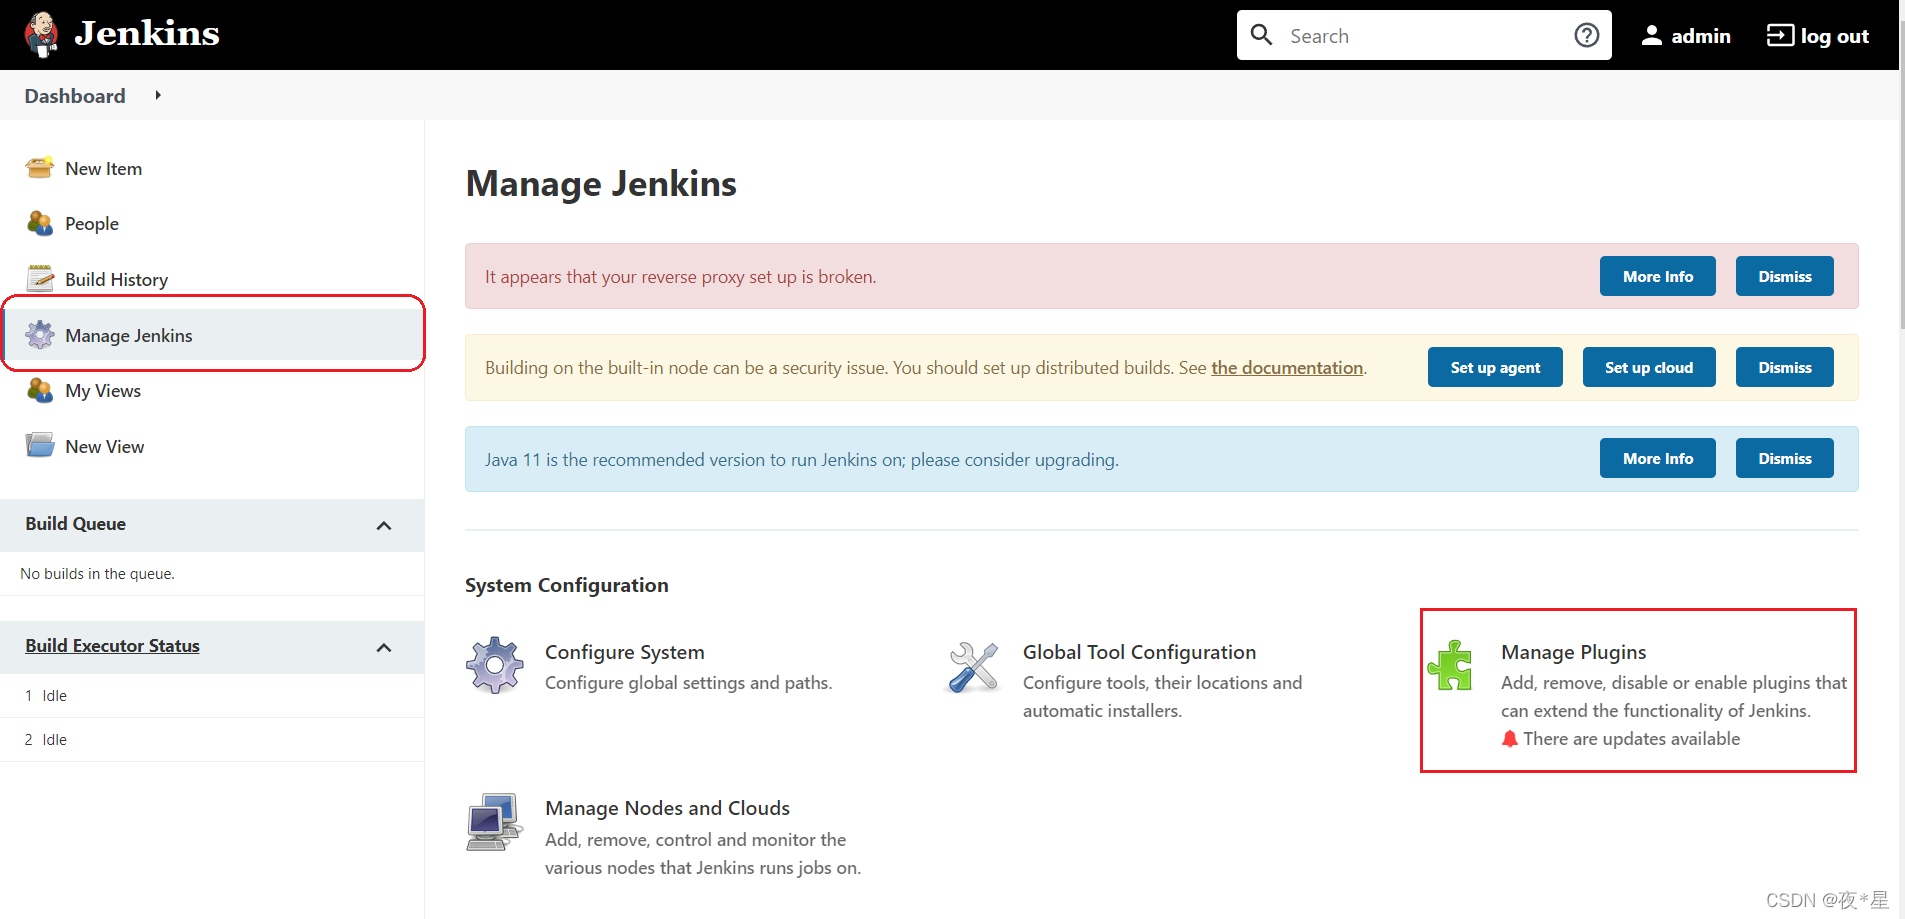 Jenkins
Search
admin
log out
Dashboard
New Item
People
Build History
Manage Jenkins
My Views
New View
Build Queue
No builds in the queue.
Build Executor Status
1 Idle
2 Idle
Manage Jenkins
It appears that your reverse proxy set up is broken.
More Info
Dismiss
Building on the built-in node can be a security issue. You should set up distributed builds. See the documentation.
Set up agent
Set up cloud
Dismiss
Java 11 is the recommended version to run Jenkins on; please consider upgrading.
More Info
Dismiss
System Configuration
Configure System
Configure global settings and paths.
Global Tool Configuration
Configure tools, their locations and
automatic installers.
Manage Plugins
Add, remove, disable or enable plugins that
can extend the functionality of Jenkins.
There are updates available
Manage Nodes and Clouds
Add, remove, control and monitor the
various nodes that Jenkins runs jobs on.
CSDN @夜*星